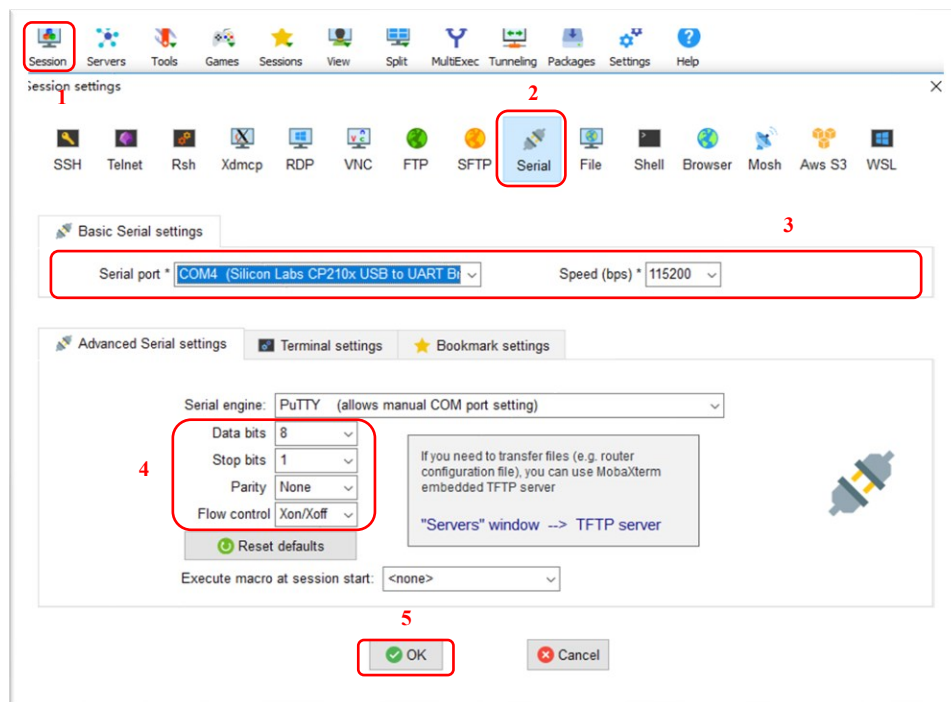 Session Servers Tools Games Sessions View Split MultiExec Tunneling Packages Settings Help
1
Session settings
2
SSH Telnet Rsh Xdmcp RDP VNC FTP SFTP Serial File Shell Browser Mosh Aws S3 WSL
3
Basic Serial settings
Serial port * COM4 (Silicon Labs CP210x USB to UART Br Speed (bps) * 115200
Advanced Serial settings Terminal settings Bookmark settings
Serial engine: PuTTY (allows manual COM port setting)
4
Data bits 8
Stop bits 1
Parity None
Flow control Xon/Xoff
If you need to transfer files (e.g. router
configuration file), you can use MobaXterm
embedded TFTP server
"Servers" window --> TFTP server
Reset defaults
Execute macro at session start: <none>
5
OK Cancel